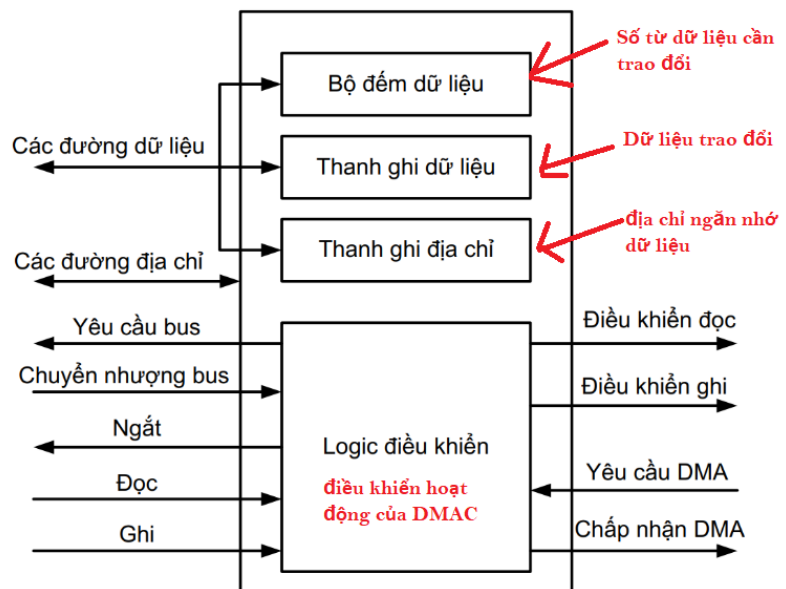 Số từ dữ liệu cần
trao đổi
Bộ đếm dữ liệu
Các đường dữ liệu
Thanh ghi dữ liệu
Dữ liệu trao đổi
Thanh ghi địa chỉ
địa chỉ ngăn nhớ
dữ liệu
Các đường địa chỉ
Yêu cầu bus
Điều khiển đọc
Chuyển nhượng bus
Điều khiển ghi
Ngắt
Logic điều khiển
điều khiển hoạt
động của DMAC
Đọc
Yêu cầu DMA
Ghi
Chấp nhận DMA